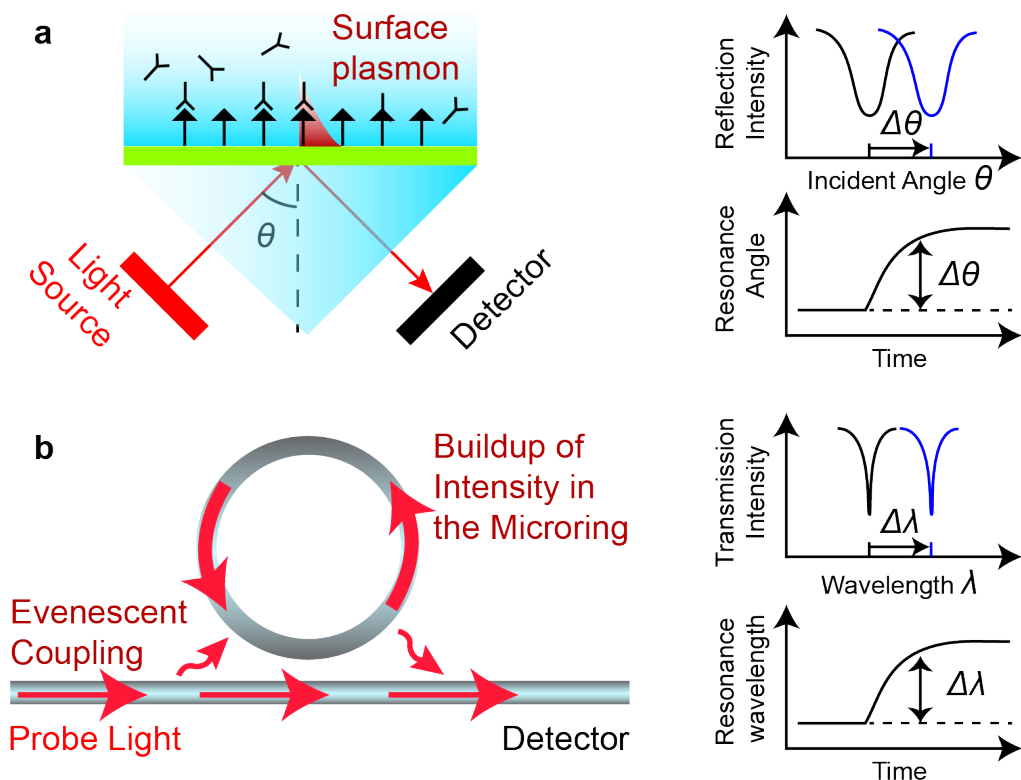 a
Surface
plasmon
θ
Light
Source
Detector
Reflection
Intensity
Δθ
Incident Angle θ
Resonance
Angle
Δθ
Time
b
Buildup of
Intensity in
the Microring
Evenescent
Coupling
Probe Light
Detector
Transmission
Intensity
Δλ
Wavelength λ
Resonance
wavelength
Δλ
Time